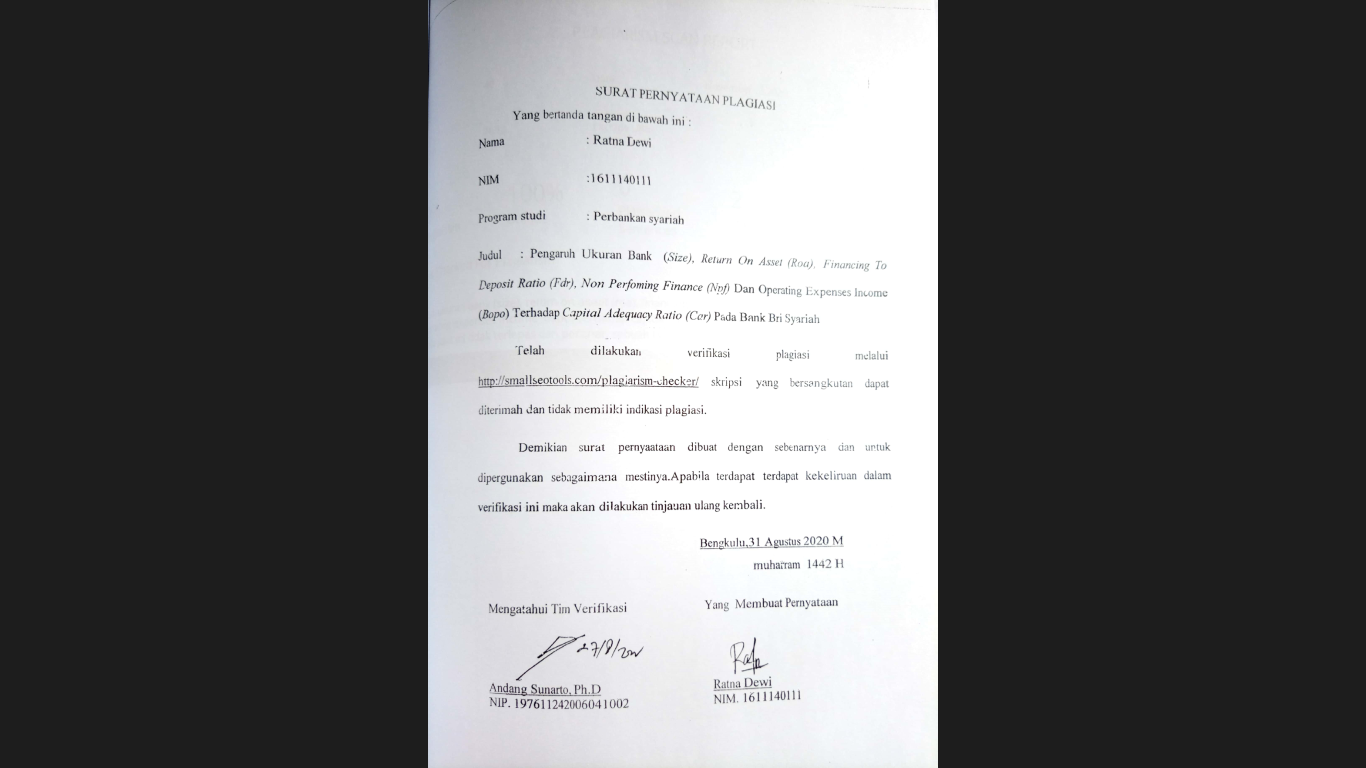 SURAT PERNYATAAN PLAGIASI
Yang bertanda tangan di bawah ini :
Nama : Ratna Dewi
NIM :1611140111
Program studi : Perbankan syariah
Judul : Pengaruh Ukuran Bank (Size), Return On Asset (Roa), Financing To
Deposit Ratio (Fdr), Non Perfoming Finance (Npf) Dan Operating Expenses Income
(Bopo) Terhadap Capital Adequacy Ratio (Car) Pada Bank Bri Syariah
Telah dilakukan verifikasi plagiasi melalui
http://smallseotools.com/plagiarism-checker/ skripsi yang bersangkutan dapat
diterimah dan tidak memiliki indikasi plagiasi.
Demikian surat pernyaataan dibuat dengan sebenarnya dan untuk
dipergunakan sebagaimana mestinya.Apabila terdapat terdapat kekeliruan dalam
verifikasi ini maka akan dilakukan tinjauan ulang kembali.
Bengkulu,31 Agustus 2020 M
muharram 1442 H
Mengatahui Tim Verifikasi Yang Membuat Pernyataan
Andang Sunarto, Ph.D Ratna Dewi
NIP. 197611242006041002 NIM. 1611140111